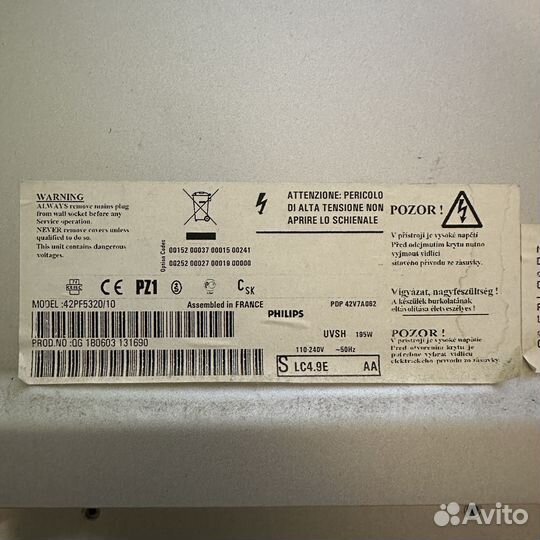 WARNING
ALWAYS remove mains plug
from wall socket before any
Service operation.
NEVER remove covers unless
qualified to do so.
This unit contains dangerous
voltages.
Option Codes
00152 00037 00015 00241
00252 00027 00019 00000
ATTENZIONE: PERICOLO
DI ALTA TENSIONE NON
APRIRE LO SCHIENALE
POZOR !
V přístroji je vysoké napětí
Před odejmutím krytu nutno
vyjmout vidlici
síťového přívodu ze zásuvky.
Vigyázat, nagyfeszültség !
A készülék burkolatának
eltávolítása életveszélyes !
POZOR !
V prístroji je vysoké napätie
Pred otvorením krytu je
potrebné vybrať vidlicu
elektrického prívodu zo zásuvky.
CE PZ1 S CSK
MODEL :42PF5320/10
Assembled in FRANCE
PDP 42V7A062
PHILIPS
UVSH 195W
PROD.NO :QG 1B0603 131690
110-240V ~50Hz
S LC4.9E AA
Avito